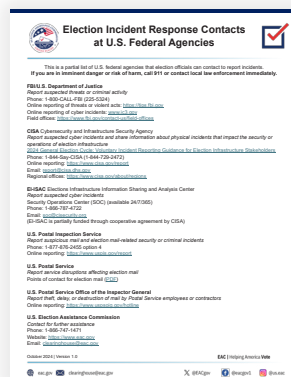 Election Incident Response Contacts
at U.S. Federal Agencies
This is a partial list of U.S. federal agencies that election officials can contact to report incidents.
If you are in imminent danger or risk of harm, call 911 or contact local law enforcement immediately.
FBI/U.S. Department of Justice
Report suspected threats or criminal activity
Phone: 1-800-CALL-FBI (225-5324)
Online reporting of threats or violent acts: https://tips.fbi.gov
Online reporting of cyber incidents: www.ic3.gov
Field offices: https://www.fbi.gov/contact-us/field-offices
CISA Cybersecurity and Infrastructure Security Agency
Report suspected cyber incidents and share information about physical incidents that impact the security or
operations of election infrastructure
2024 General Election Cycle: Voluntary Incident Reporting Guidance for Election Infrastructure Stakeholders
Phone: 1-844-Say-CISA (1-844-729-2472)
Online reporting: https://www.cisa.gov/report
Email: report@cisa.dhs.gov
Regional offices: https://www.cisa.gov/about/regions
EI-ISAC Elections Infrastructure Information Sharing and Analysis Center
Report suspected cyber incidents
Security Operations Center (SOC) (available 24/7/365)
Phone: 1-866-787-4722
Email: soc@cisecurity.org
(EI-ISAC is partially funded through cooperative agreement by CISA)
U.S. Postal Inspection Service
Report suspicious mail and election mail-related security or criminal incidents
Phone: 1-877-876-2455 option 4
Online reporting: https://www.uspis.gov/report
U.S. Postal Service
Report service disruptions affecting election mail
Points of contact for election mail (PDF)
U.S. Postal Service Office of the Inspector General
Report theft, delay, or destruction of mail by Postal Service employees or contractors
Online reporting: https://www.uspsoig.gov/hotline
U.S. Election Assistance Commission
Contact for further assistance
Phone: 1-866-747-1471
Website: https://www.eac.gov
Email: clearinghouse@eac.gov
October 2024 | Version 1.0
EAC | Helping America Vote
eac.gov clearinghouse@eac.gov @EACgov @eacgov1 @us.eac